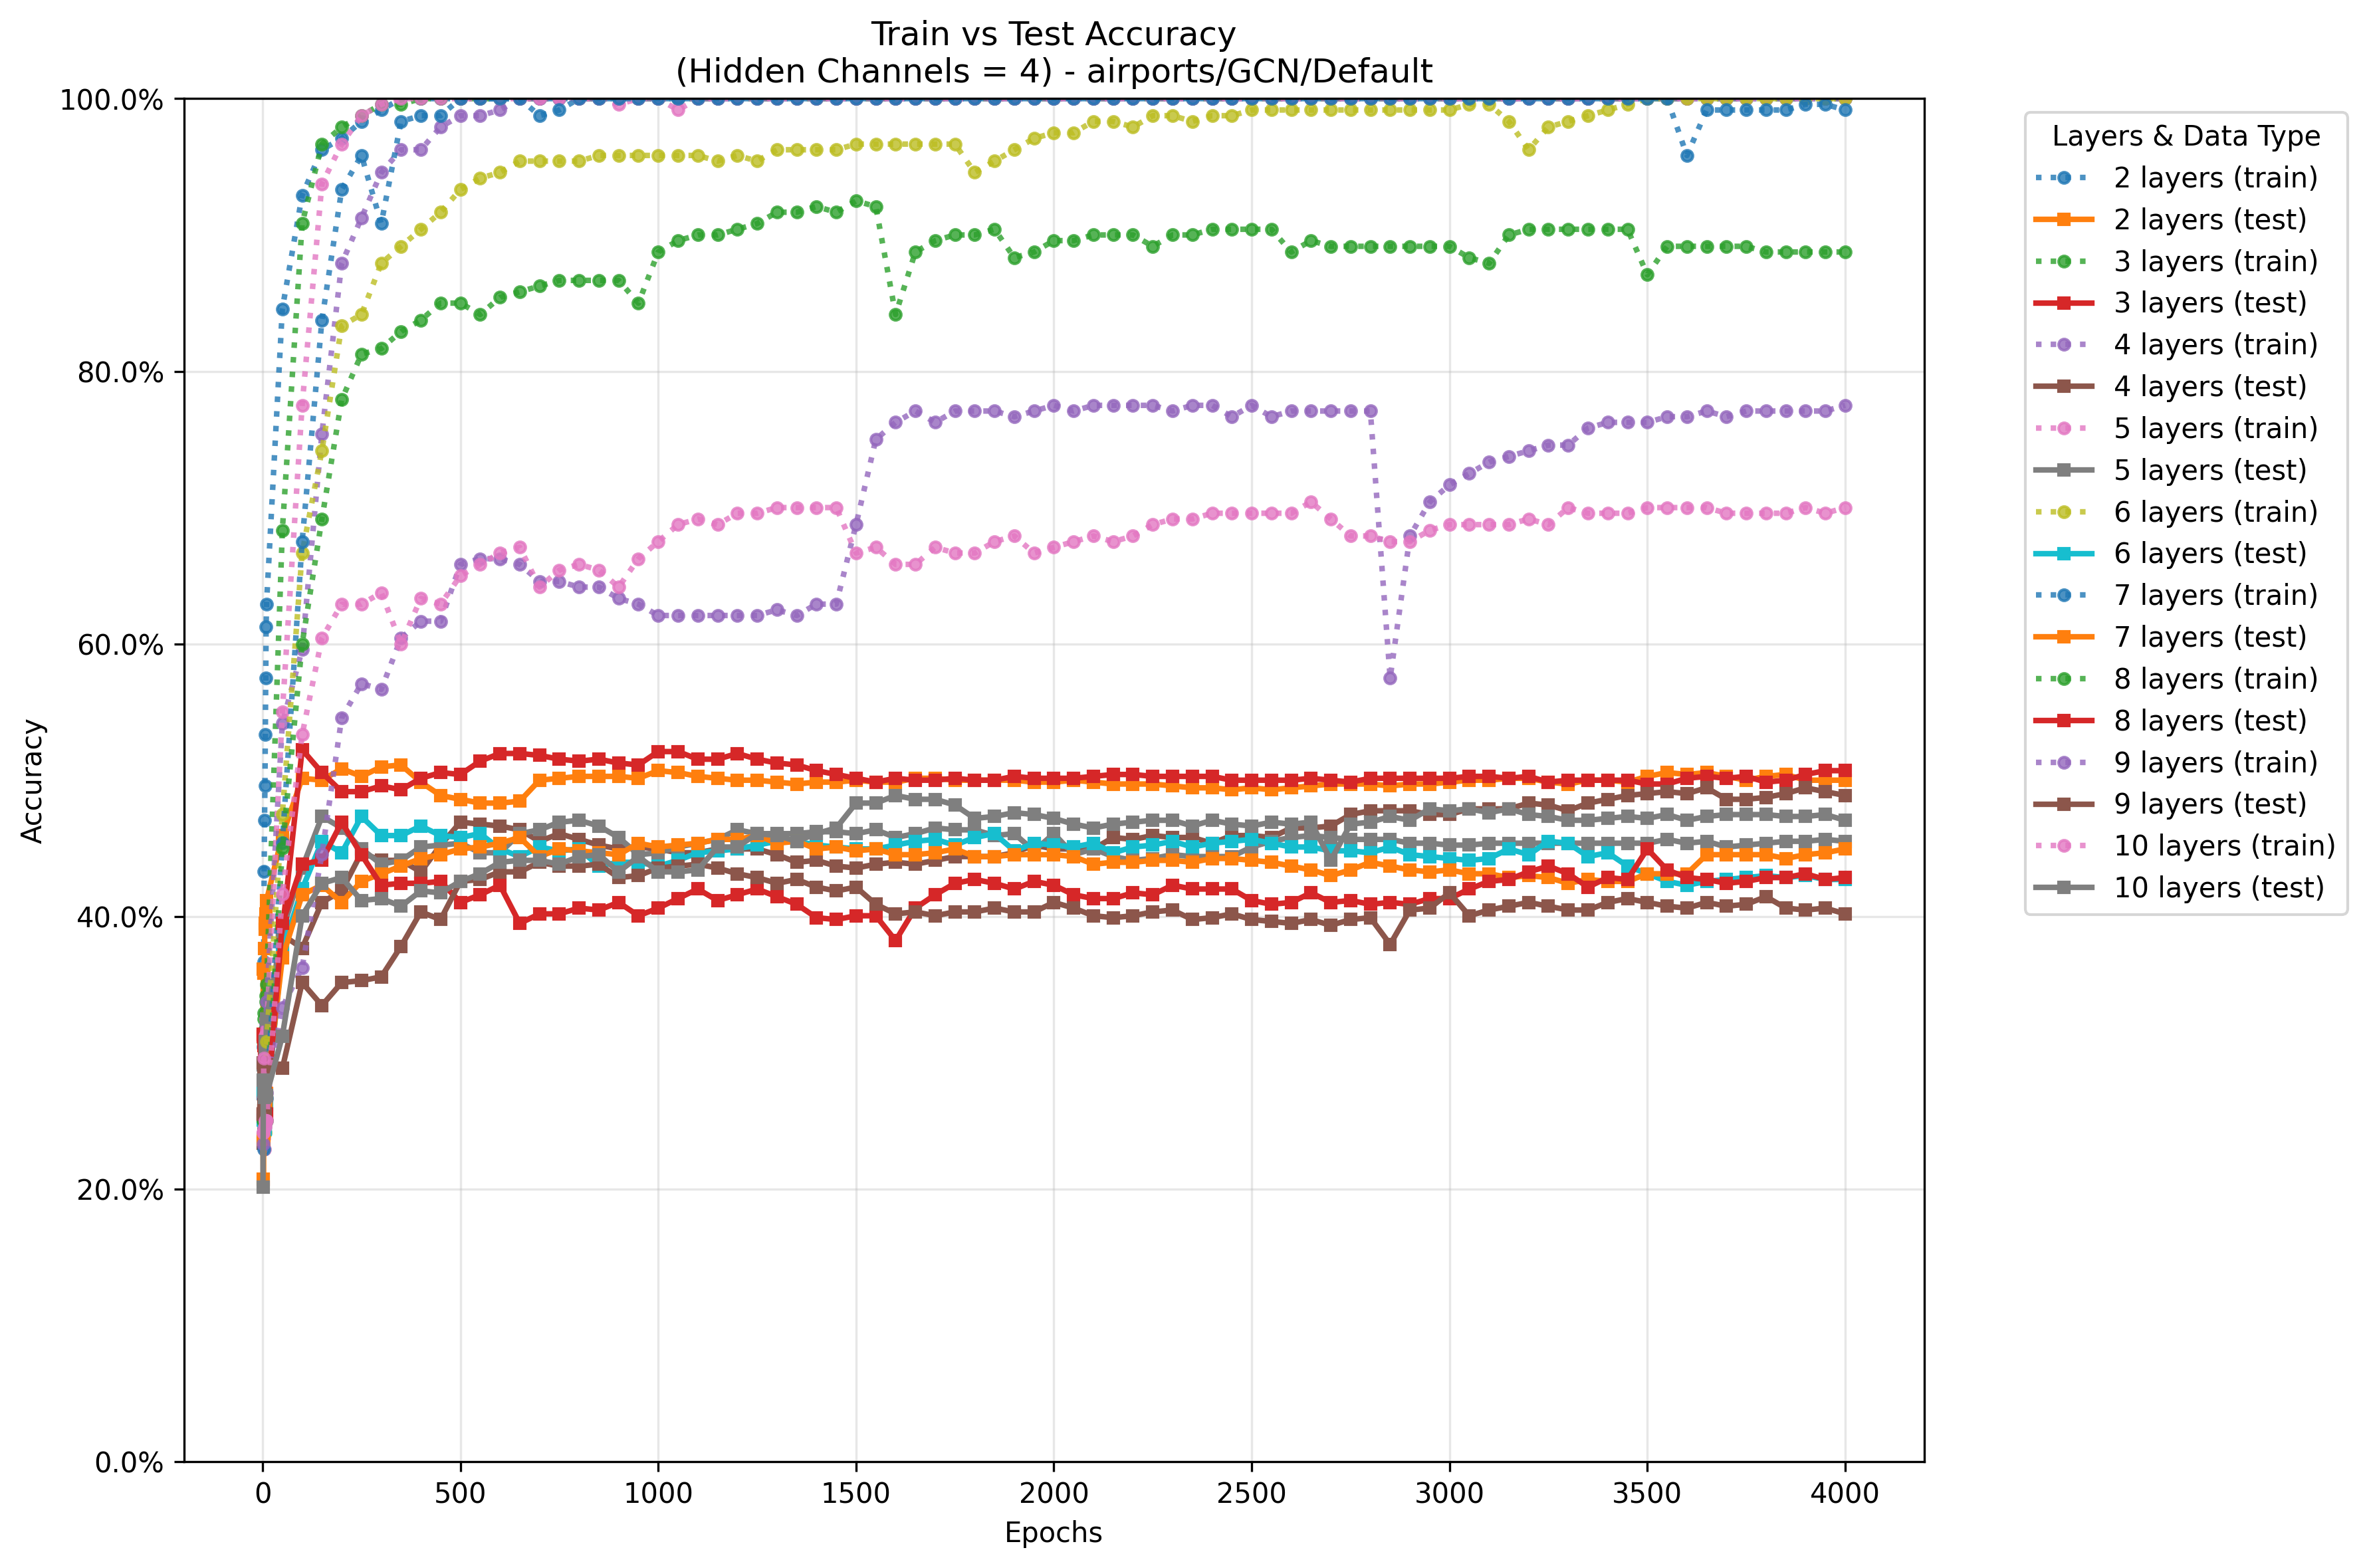 Train vs Test Accuracy
(Hidden Channels = 4) - airports/GCN/Default
100.0%
80.0%
60.0%
40.0%
20.0%
0.0%
Accuracy
0
500
1000
1500
2000
2500
3000
3500
4000
Epochs
Layers & Data Type
2 layers (train)
2 layers (test)
3 layers (train)
3 layers (test)
4 layers (train)
4 layers (test)
5 layers (train)
5 layers (test)
6 layers (train)
6 layers (test)
7 layers (train)
7 layers (test)
8 layers (train)
8 layers (test)
9 layers (train)
9 layers (test)
10 layers (train)
10 layers (test)